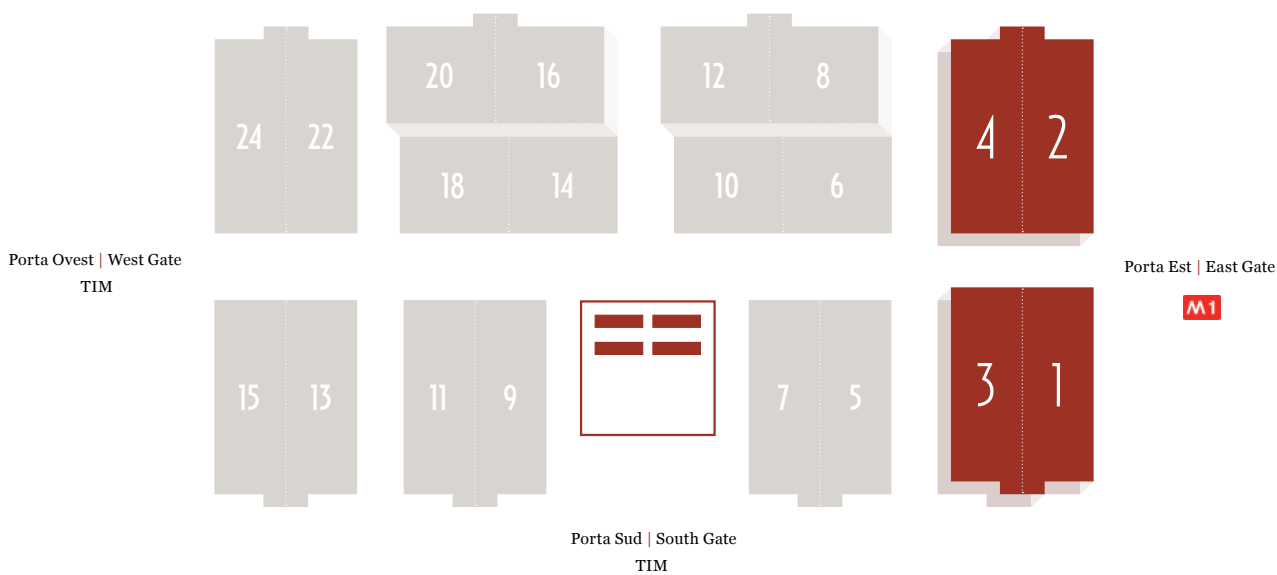 20 16 12 8
24 22 4 2
18 14 10 6
Porta Ovest | West Gate
TIM
Porta Est | East Gate
M1
15 13 11 9 7 5 3 1
Porta Sud | South Gate
TIM